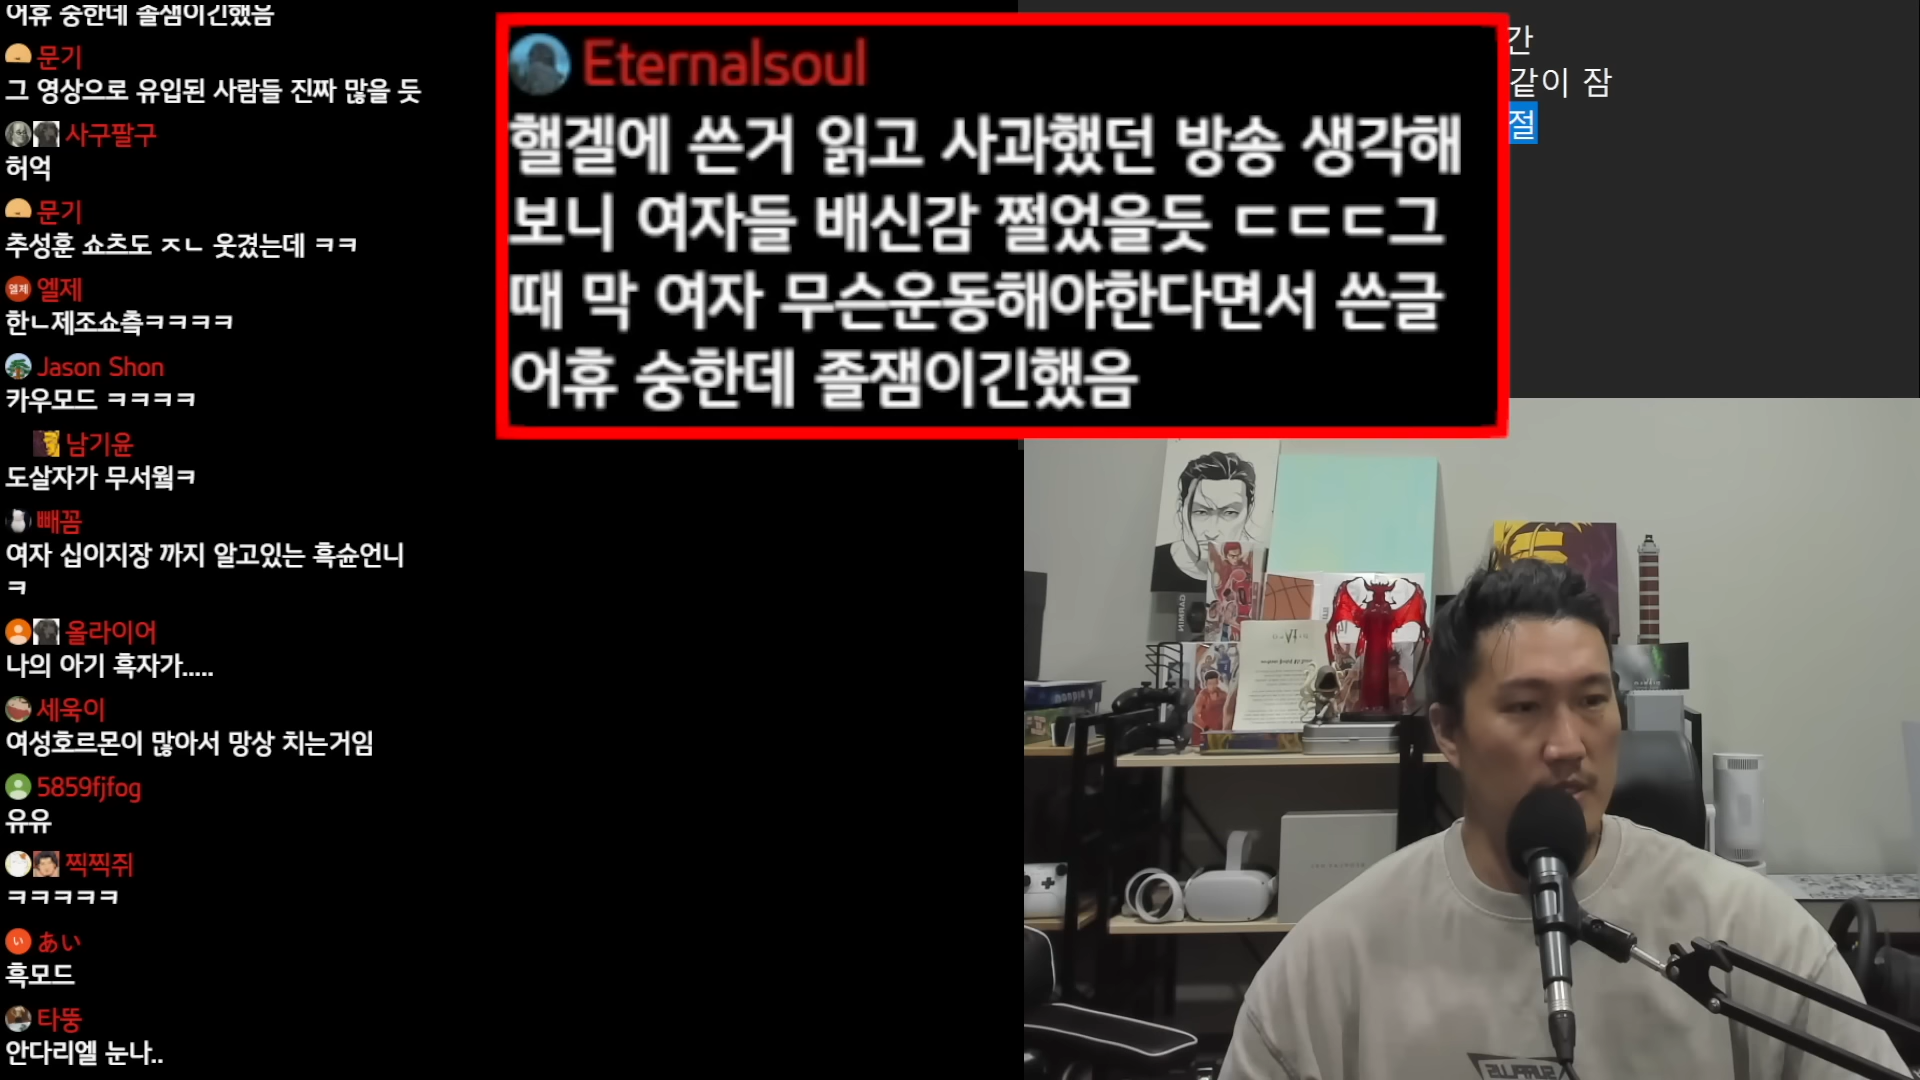 어휴 숭한데 졸잼이긴했음
문기
그 영상으로 유입된 사람들 진짜 많을 듯
사구팔구
허억
문기
추성훈 쇼츠도 ㅈㄴ 웃겼는데 ㅋㅋ
엘제
엘제
한ㄴ제조쇼츸ㅋㅋㅋㅋ
Jason Shon
카우모드 ㅋㅋㅋㅋ
남기윤
도살자가 무서웤ㅋ
빼꼼
여자 십이지장 까지 알고있는 흑슌언니
ㅋ
올라이어
나의 아기 흑자가.....
세욱이
여성호르몬이 많아서 망상 치는거임
5859fjfog
유유
찍찍쥐
ㅋㅋㅋㅋㅋ
い
あい
흑모드
타뚱
안다리엘 눈나..
Eternalsoul
핼겔에 쓴거 읽고 사과했던 방송 생각해
보니 여자들 배신감 쩔었을듯 ㄷㄷㄷ그
때 막 여자 무슨운동해야한다면서 쓴글
어휴 숭한데 졸잼이긴했음
간
같이 잠
절
GARMIN